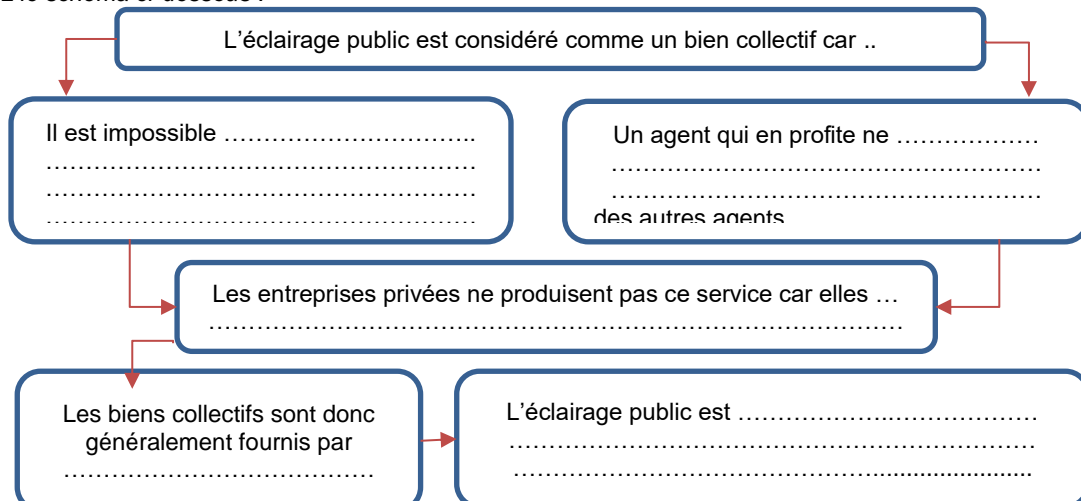 L'éclairage public est considéré comme un bien collectif car ..
Il est impossible ……………………………..
……………………………………………………
……………………………………………………
……………………………………………………
Un agent qui en profite ne ………………
……………………………………………………
……………………………………………………
des autres agents
Les entreprises privées ne produisent pas ce service car elles …
……………………………………………………………………………………
Les biens collectifs sont donc
généralement fournis par
…………………………………….
L'éclairage public est …………………………………
………………………………………………………………
……………………………………………........................